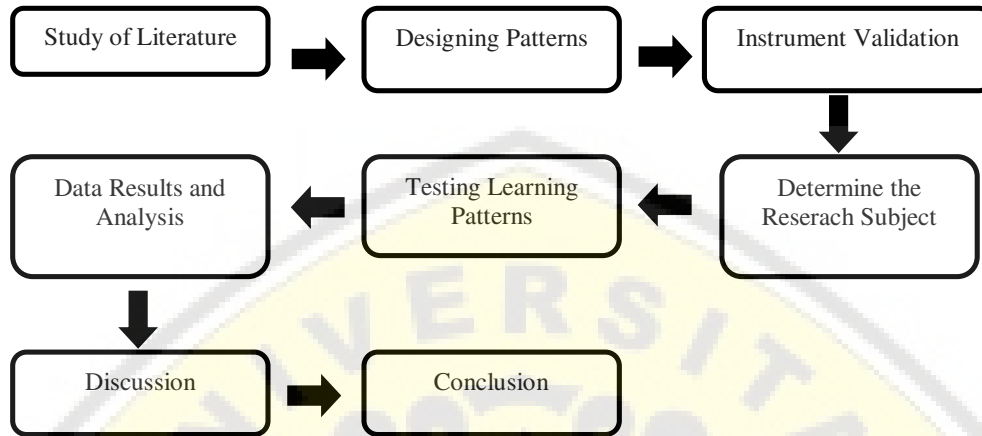 Study of Literature
Designing Patterns
Instrument Validation
Determine the
Reserach Subject
Testing Learning
Patterns
Data Results and
Analysis
Discussion
Conclusion
NIVERSITA